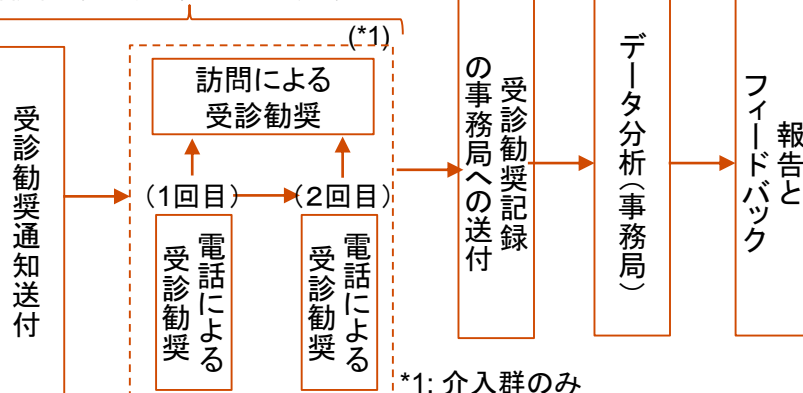 受診勧奨通知送付
(*1)
訪問による
受診勧奨
(1回目)
(2回目)
電話による
受診勧奨
電話による
受診勧奨
受診勧奨記録
の事務局への送付
データ分析(事務局)
報告と
フィードバック
*1: 介入群のみ